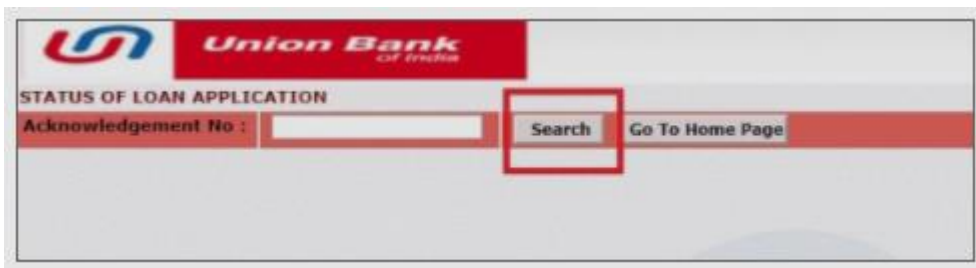 Union Bank
of India
STATUS OF LOAN APPLICATION
Acknowledgement No : Search Go To Home Page